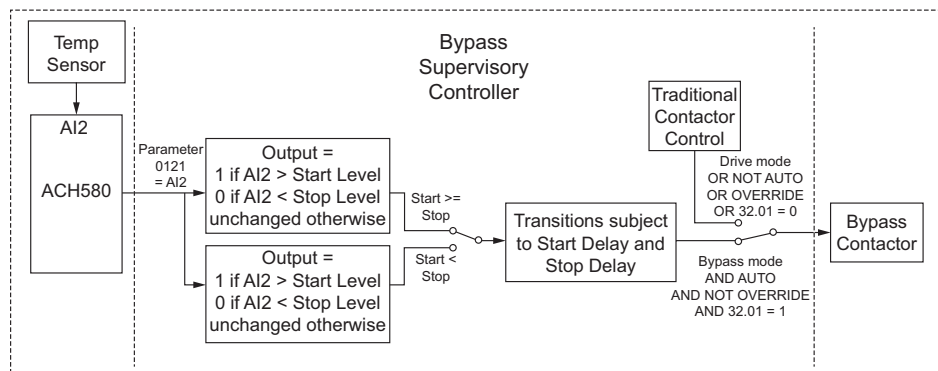 Temp
Sensor
Bypass
Supervisory
Controller
AI2
ACH580
Parameter
0121
= AI2
Output =
1 if AI2 > Start Level
0 if AI2 < Stop Level
unchanged otherwise
Output =
1 if AI2 > Start Level
0 if AI2 < Stop Level
unchanged otherwise
Start >=
Stop
Start <
Stop
Transitions subject
to Start Delay and
Stop Delay
Traditional
Contactor
Control
Drive mode
OR NOT AUTO
OR OVERRIDE
OR 32.01 = 0
Bypass mode
AND AUTO
AND NOT OVERRIDE
AND 32.01 = 1
Bypass
Contactor